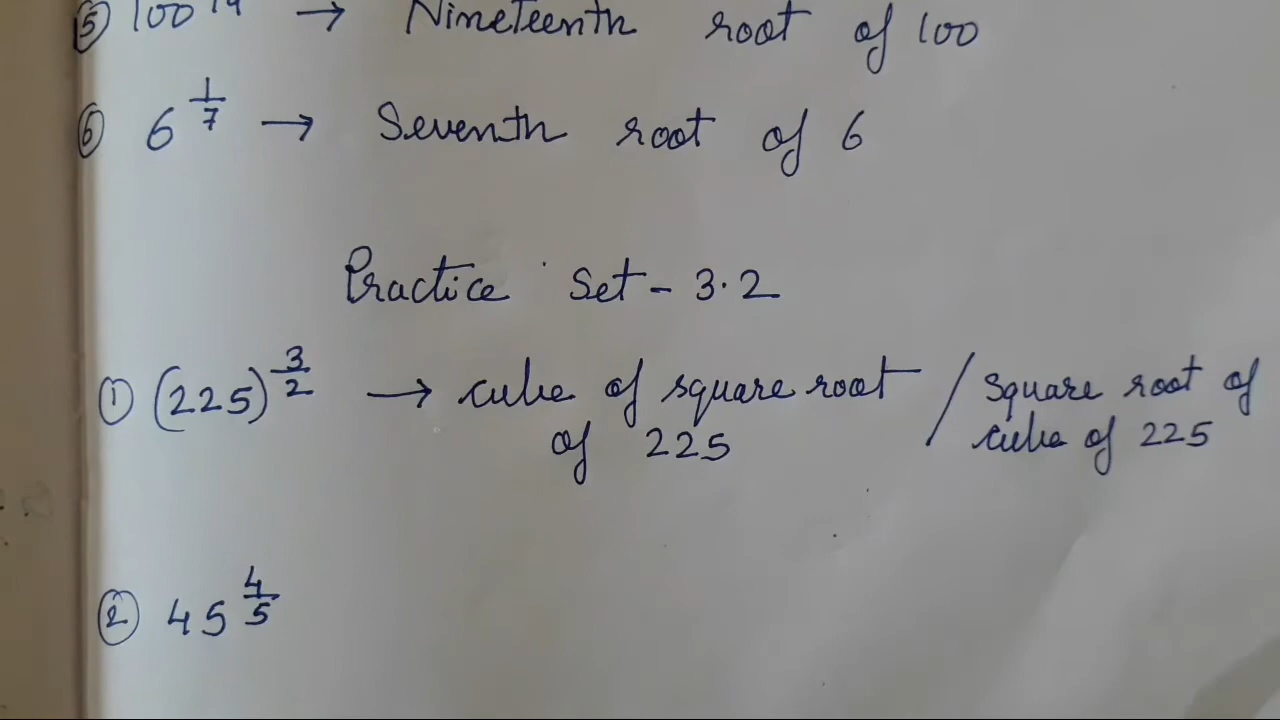 ⑤ 100^1/19 → Nineteenth root of 100
⑥ 6^1/7 → Seventh root of 6
Practice Set - 3.2
① (225)^3/2 → cube of square root of 225 / Square root of cube of 225
② 45^4/5